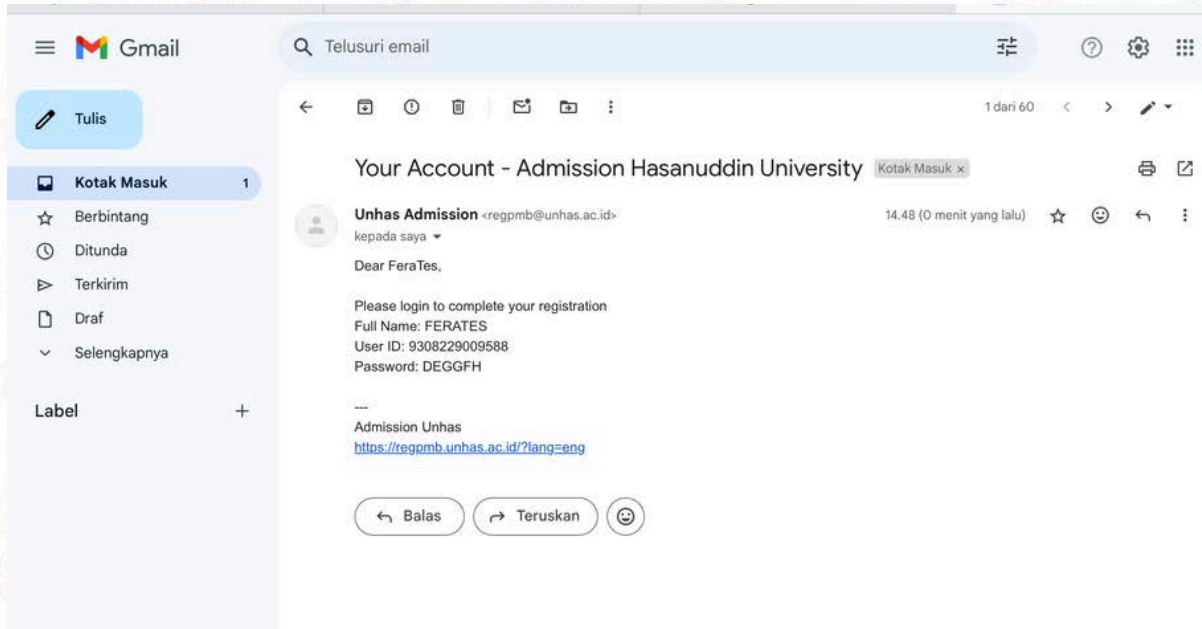 Gmail
Telusuri email
Tulis
1 dari 60
Kotak Masuk 1
Berbintang
Ditunda
Terkirim
Draf
Selengkapnya
Label
Your Account - Admission Hasanuddin University Kotak Masuk ×
Unhas Admission <regpmb@unhas.ac.id> 14.48 (0 menit yang lalu)
kepada saya
Dear FeraTes,
Please login to complete your registration
Full Name: FERATES
User ID: 9308229009588
Password: DEGGFH
---
Admission Unhas
https://regpmb.unhas.ac.id/?lang=eng
Balas
Teruskan